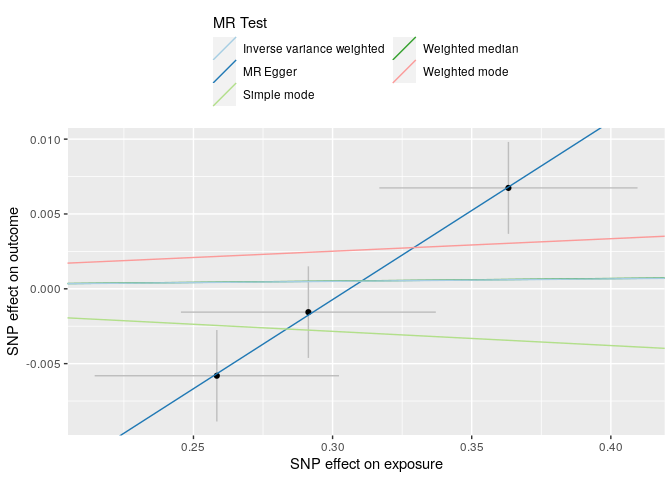 MR Test
Inverse variance weighted
Weighted median
MR Egger
Weighted mode
Simple mode
0.010
0.005
0.000
-0.005
SNP effect on outcome
0.25
0.30
0.35
0.40
SNP effect on exposure